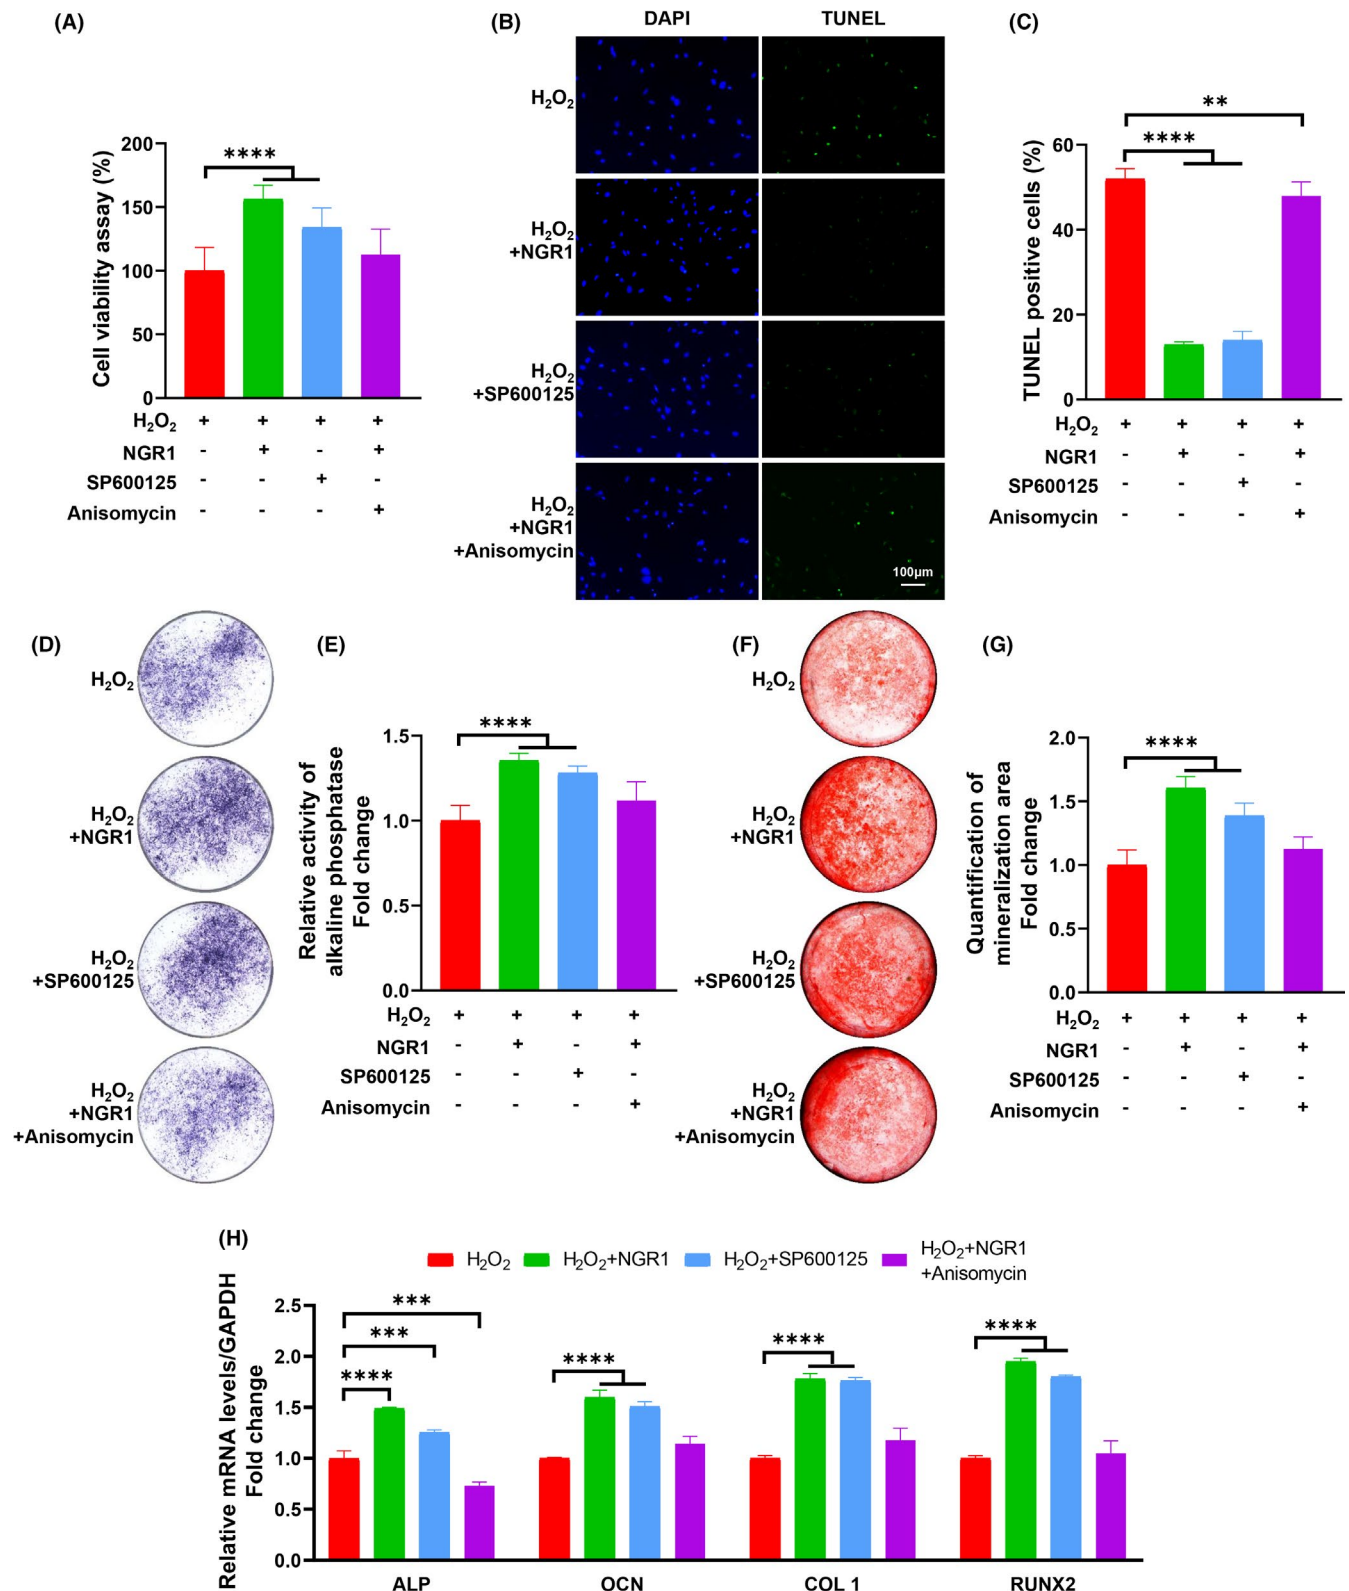 (A)
****
Cell viability assay (%)
200
150
100
50
0
H₂O₂ + + + +
NGR1 - + - +
SP600125 - - + -
Anisomycin - - - +
(B)
DAPI TUNEL
H₂O₂
H₂O₂
+NGR1
H₂O₂
+SP600125
H₂O₂
+NGR1
+Anisomycin
100μm
(C)
**
****
TUNEL positive cells (%)
60
40
20
0
H₂O₂ + + + +
NGR1 - + - +
SP600125 - - + -
Anisomycin - - - +
(D)
H₂O₂
H₂O₂
+NGR1
H₂O₂
+SP600125
H₂O₂
+NGR1
+Anisomycin
(E)
****
Relative activity of
alkaline phosphatase
Fold change
1.5
1.0
0.5
0.0
H₂O₂ + + + +
NGR1 - + - +
SP600125 - - + -
Anisomycin - - - +
(F)
H₂O₂
H₂O₂
+NGR1
H₂O₂
+SP600125
H₂O₂
+NGR1
+Anisomycin
(G)
****
Quantification of
mineralization area
Fold change
2.0
1.5
1.0
0.5
0.0
H₂O₂ + + + +
NGR1 - + - +
SP600125 - - + -
Anisomycin - - - +
(H)
H₂O₂ H₂O₂+NGR1 H₂O₂+SP600125 H₂O₂+NGR1
+Anisomycin
Relative mRNA levels/GAPDH
Fold change
2.5
2.0
1.5
1.0
0.5
0.0
***
***
****
****
****
****
ALP OCN COL 1 RUNX2